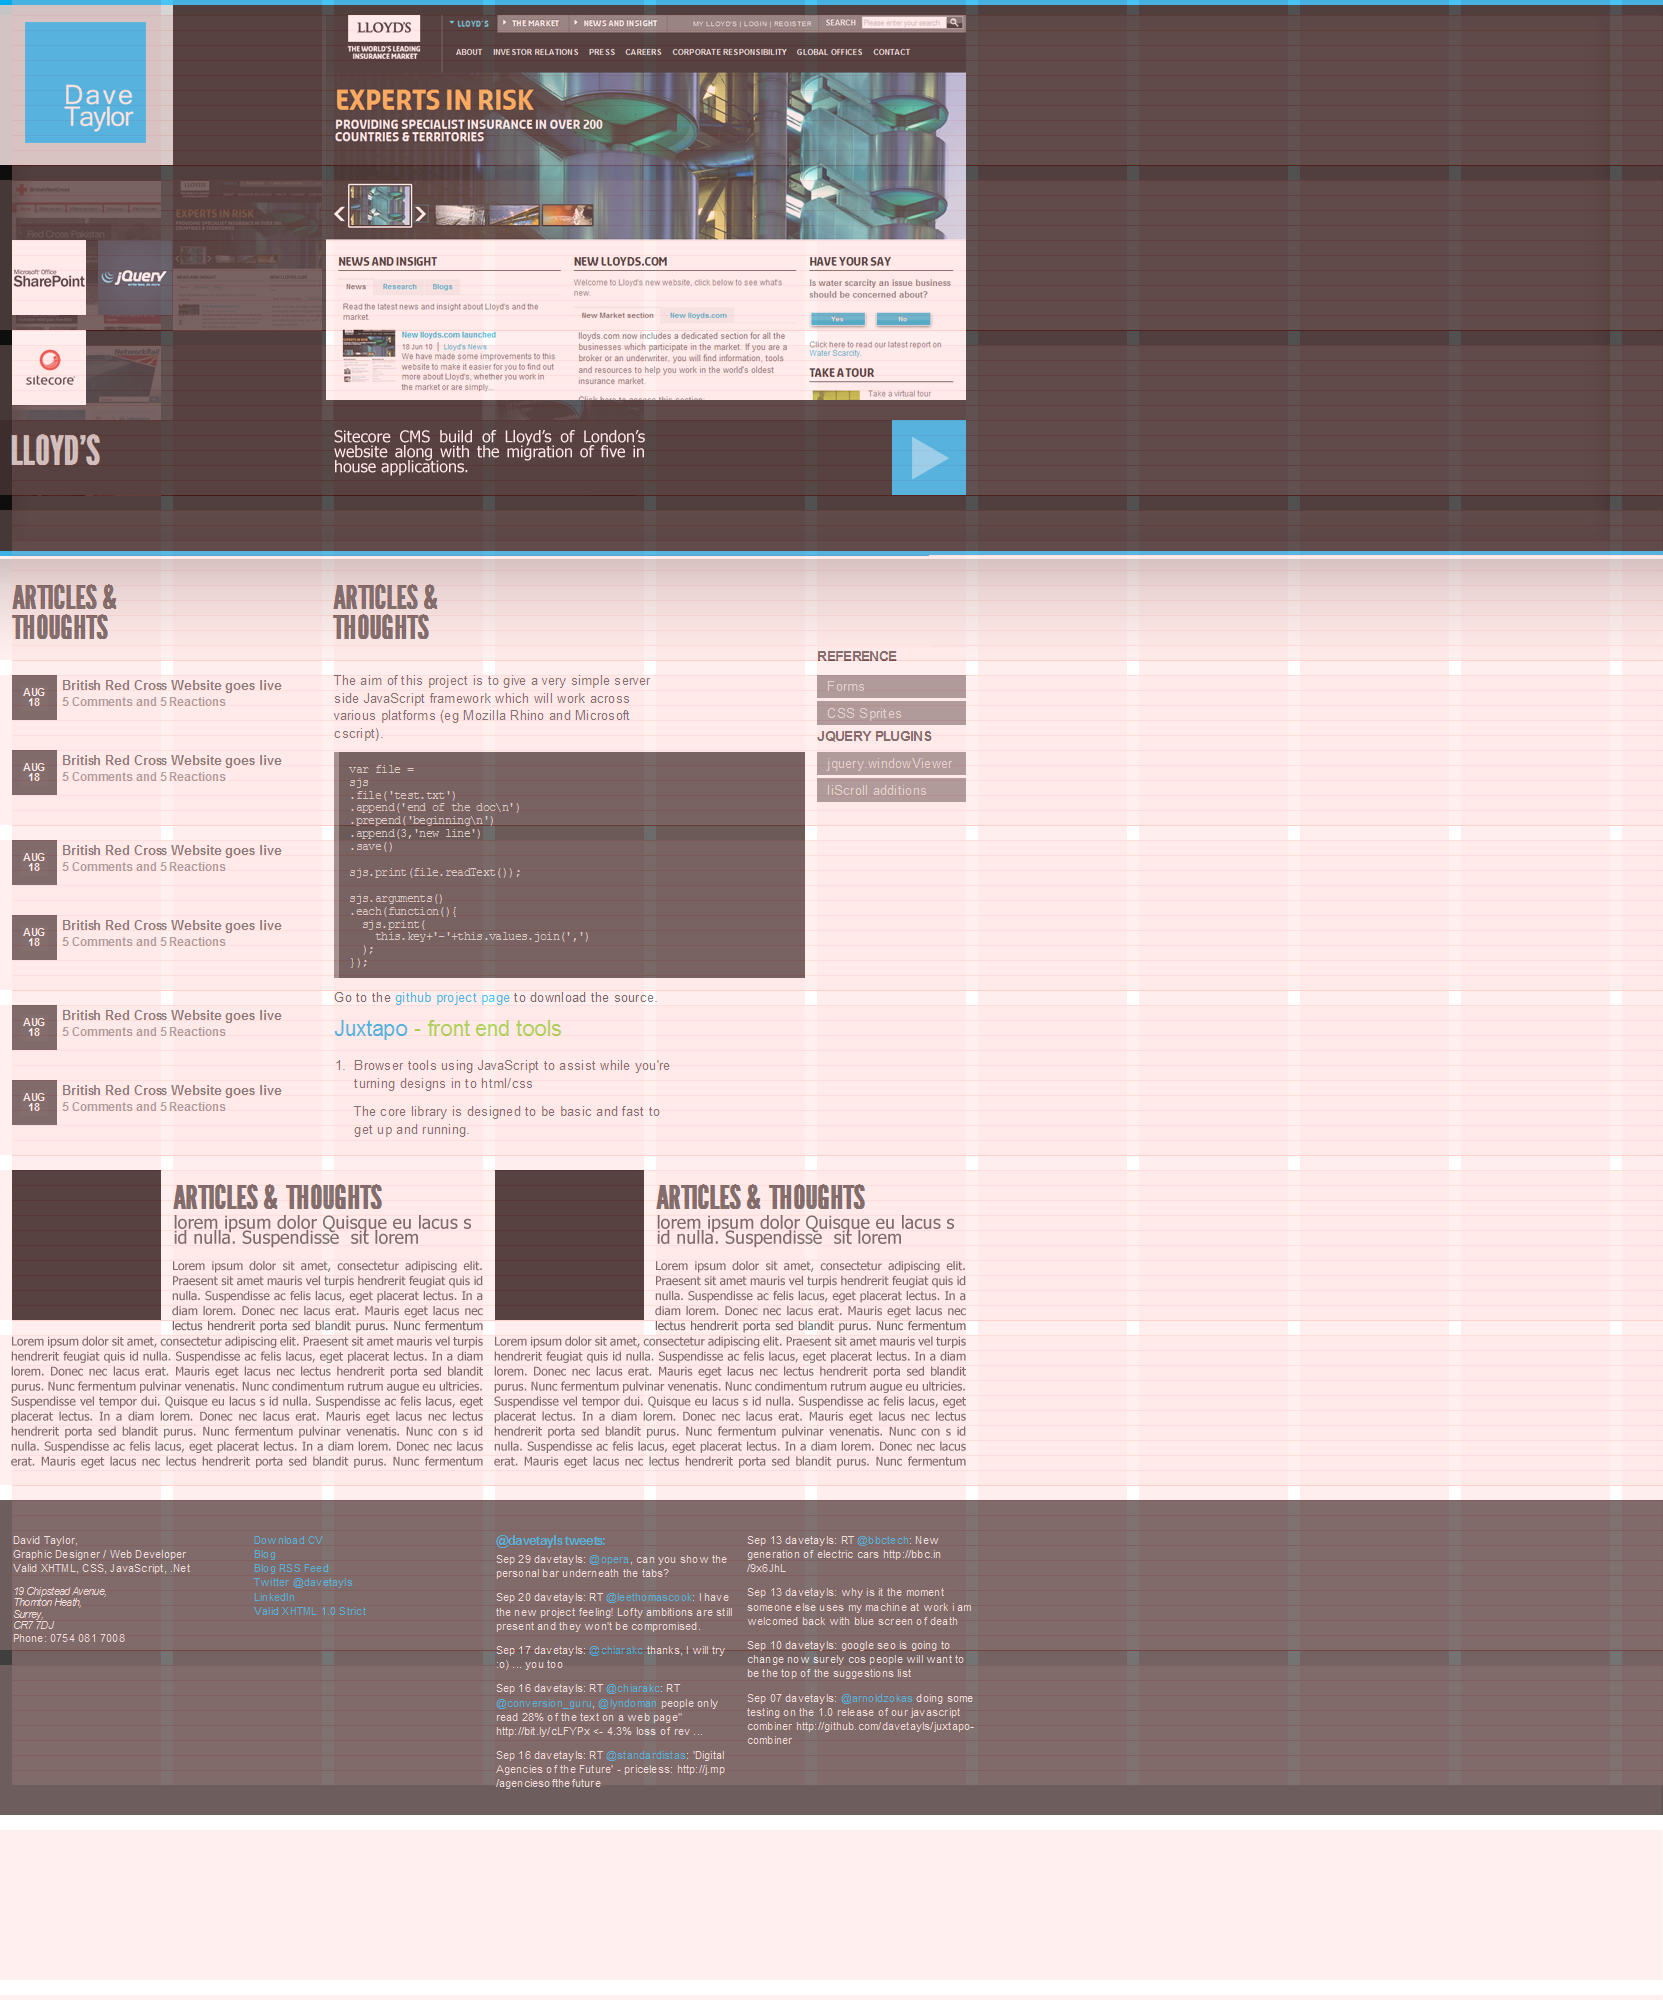 Dave
Taylor
LLOYD'S
THE WORLD'S LEADING
INSURANCE MARKET
LLOYD'S
THE MARKET
NEWS AND INSIGHT
MY LLOYD'S | LOGIN | REGISTER
SEARCH
Please enter your search
ABOUT INVESTOR RELATIONS PRESS CAREERS CORPORATE RESPONSIBILITY GLOBAL OFFICES CONTACT
EXPERTS IN RISK
PROVIDING SPECIALIST INSURANCE IN OVER 200
COUNTRIES & TERRITORIES
BritishRedCross
Red Cross Pakistan
LLOYD'S
EXPERTS IN RISK
Microsoft Office
SharePoint
jQuery
NetworkRail
sitecore
NEWS AND INSIGHT
News Research Blogs
Read the latest news and insight about Lloyd's and the
market.
New lloyds.com launched
18 Jun 10 | Lloyd's News
We have made some improvements to this
website to make it easier for you to find out
more about Lloyd's, whether you work in
the market or are simply...
NEW LLOYDS.COM
Welcome to Lloyd's new website, click below to see what's
new.
New Market section New lloyds.com
lloyds.com now includes a dedicated section for all the
businesses which participate in the market. If you are a
broker or an underwriter, you will find information, tools
and resources to help you work in the world's oldest
insurance market.
Click here to access this section:
HAVE YOUR SAY
Is water scarcity an issue business
should be concerned about?
Yes No
Click here to read our latest report on
Water Scarcity.
TAKE A TOUR
Take a virtual tour
LLOYD'S
Sitecore CMS build of Lloyd's of London's
website along with the migration of five in
house applications.
ARTICLES &
THOUGHTS
AUG
18
British Red Cross Website goes live
5 Comments and 5 Reactions
AUG
18
British Red Cross Website goes live
5 Comments and 5 Reactions
AUG
18
British Red Cross Website goes live
5 Comments and 5 Reactions
AUG
18
British Red Cross Website goes live
5 Comments and 5 Reactions
AUG
18
British Red Cross Website goes live
5 Comments and 5 Reactions
AUG
18
British Red Cross Website goes live
5 Comments and 5 Reactions
ARTICLES &
THOUGHTS
The aim of this project is to give a very simple server
side JavaScript framework which will work across
various platforms (eg Mozilla Rhino and Microsoft
cscript).
var file =
sjs
.file('test.txt')
.append('end of the doc\n')
.prepend('beginning\n')
.append(3,'new line')
.save()
sjs.print(file.readText());
sjs.arguments()
.each(function(){
sjs.print(
this.key+'-'+this.values.join(',')
);
});
Go to the github project page to download the source.
Juxtapo - front end tools
1. Browser tools using JavaScript to assist while you're
turning designs in to html/css
The core library is designed to be basic and fast to
get up and running.
REFERENCE
Forms
CSS Sprites
JQUERY PLUGINS
jquery.windowViewer
liScroll additions
ARTICLES & THOUGHTS
lorem ipsum dolor Quisque eu lacus s
id nulla. Suspendisse sit lorem
Lorem ipsum dolor sit amet, consectetur adipiscing elit.
Praesent sit amet mauris vel turpis hendrerit feugiat quis id
nulla. Suspendisse ac felis lacus, eget placerat lectus. In a
diam lorem. Donec nec lacus erat. Mauris eget lacus nec
lectus hendrerit porta sed blandit purus. Nunc fermentum
Lorem ipsum dolor sit amet, consectetur adipiscing elit. Praesent sit amet mauris vel turpis
hendrerit feugiat quis id nulla. Suspendisse ac felis lacus, eget placerat lectus. In a diam
lorem. Donec nec lacus erat. Mauris eget lacus nec lectus hendrerit porta sed blandit
purus. Nunc fermentum pulvinar venenatis. Nunc condimentum rutrum augue eu ultricies.
Suspendisse vel tempor dui. Quisque eu lacus s id nulla. Suspendisse ac felis lacus, eget
placerat lectus. In a diam lorem. Donec nec lacus erat. Mauris eget lacus nec lectus
hendrerit porta sed blandit purus. Nunc fermentum pulvinar venenatis. Nunc con s id
nulla. Suspendisse ac felis lacus, eget placerat lectus. In a diam lorem. Donec nec lacus
erat. Mauris eget lacus nec lectus hendrerit porta sed blandit purus. Nunc fermentum
ARTICLES & THOUGHTS
lorem ipsum dolor Quisque eu lacus s
id nulla. Suspendisse sit lorem
Lorem ipsum dolor sit amet, consectetur adipiscing elit.
Praesent sit amet mauris vel turpis hendrerit feugiat quis id
nulla. Suspendisse ac felis lacus, eget placerat lectus. In a
diam lorem. Donec nec lacus erat. Mauris eget lacus nec
lectus hendrerit porta sed blandit purus. Nunc fermentum
Lorem ipsum dolor sit amet, consectetur adipiscing elit. Praesent sit amet mauris vel turpis
hendrerit feugiat quis id nulla. Suspendisse ac felis lacus, eget placerat lectus. In a diam
lorem. Donec nec lacus erat. Mauris eget lacus nec lectus hendrerit porta sed blandit
purus. Nunc fermentum pulvinar venenatis. Nunc condimentum rutrum augue eu ultricies.
Suspendisse vel tempor dui. Quisque eu lacus s id nulla. Suspendisse ac felis lacus, eget
placerat lectus. In a diam lorem. Donec nec lacus erat. Mauris eget lacus nec lectus
hendrerit porta sed blandit purus. Nunc fermentum pulvinar venenatis. Nunc con s id
nulla. Suspendisse ac felis lacus, eget placerat lectus. In a diam lorem. Donec nec lacus
erat. Mauris eget lacus nec lectus hendrerit porta sed blandit purus. Nunc fermentum
David Taylor,
Graphic Designer / Web Developer
Valid XHTML, CSS, JavaScript, .Net
19 Chipstead Avenue,
Thornton Heath,
Surrey,
CR7 7DJ
Phone: 0754 081 7008
Download CV
Blog
Blog RSS Feed
Twitter @davetayls
LinkedIn
Valid XHTML 1.0 Strict
@davetayls tweets:
Sep 29 davetayls: @opera, can you show the
personal bar underneath the tabs?
Sep 20 davetayls: RT @leethomascook: I have
the new project feeling! Lofty ambitions are still
present and they won't be compromised.
Sep 17 davetayls: @chiarakc thanks, I will try
:o) ... you too
Sep 16 davetayls: RT @chiarakc: RT
@conversion_guru, @lyndoman people only
read 28% of the text on a web page"
http://bit.ly/cLFYPx <- 4.3% loss of rev ...
Sep 16 davetayls: RT @standardistas: 'Digital
Agencies of the Future' - priceless: http://j.mp
/agenciesofthefuture
Sep 13 davetayls: RT @bbctech: New
generation of electric cars http://bbc.in
/9x6JhL
Sep 13 davetayls: why is it the moment
someone else uses my machine at work i am
welcomed back with blue screen of death
Sep 10 davetayls: google seo is going to
change now surely cos people will want to
be the top of the suggestions list
Sep 07 davetayls: @arnoldzokas doing some
testing on the 1.0 release of our javascript
combiner http://github.com/davetayls/juxtapo-
combiner